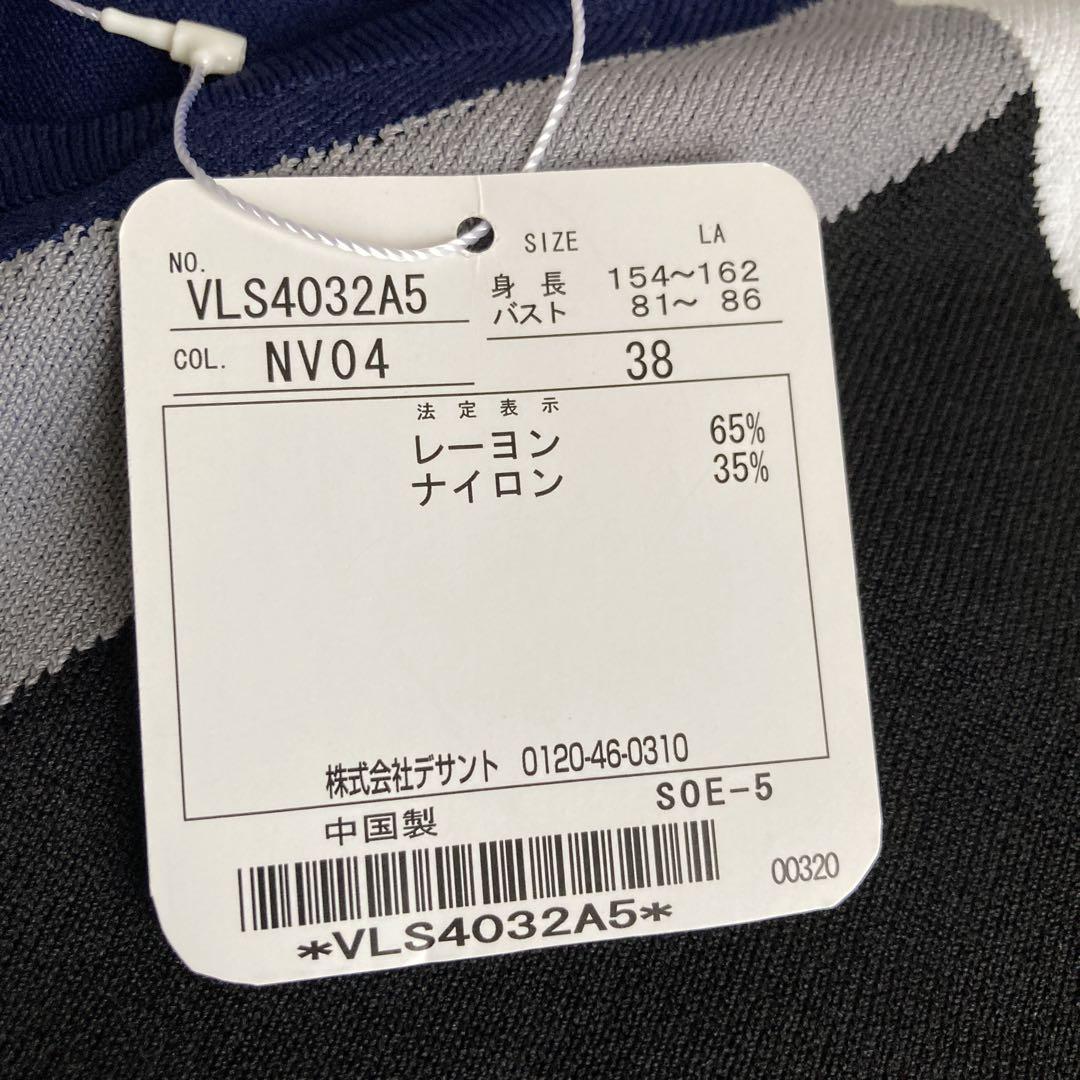 NO.
VLS4032A5
COL. NV04
SIZE LA
身長 154〜162
バスト 81〜 86
38
法定表示
レーヨン 65%
ナイロン 35%
株式会社デサント 0120-46-0310
中国製 SOE-5
*VLS4032A5*
00320